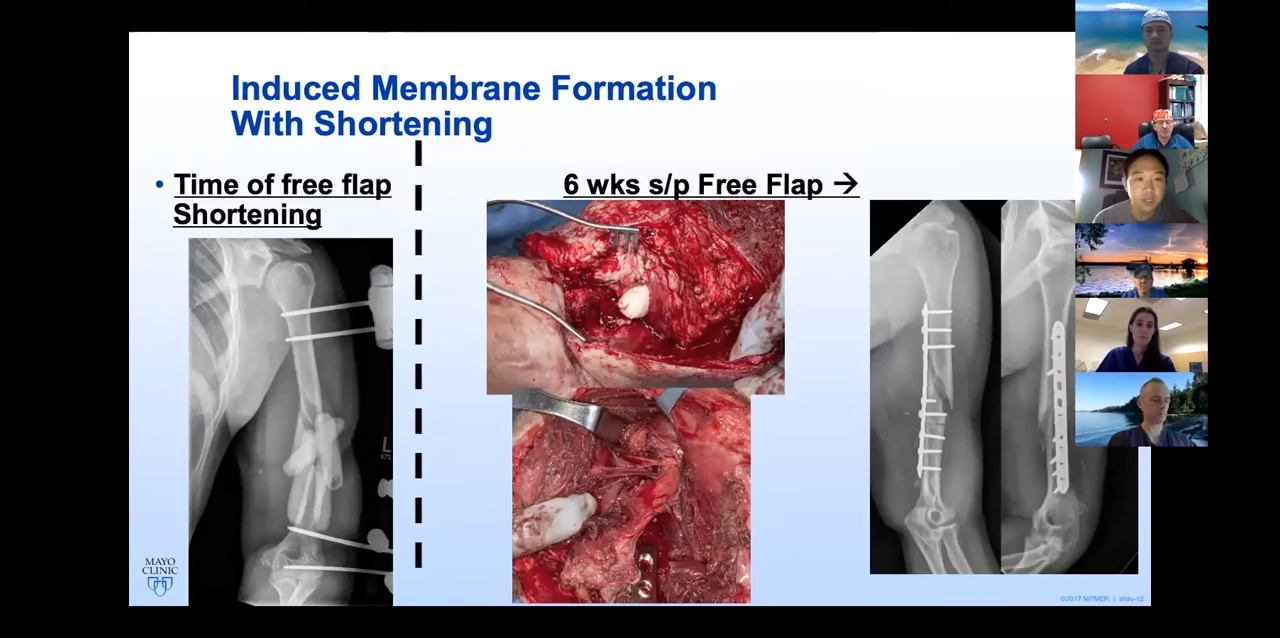 Induced Membrane Formation
With Shortening
• Time of free flap
Shortening
6 wks s/p Free Flap →
L
MAYO
CLINIC
©2017 MFMER | slide-12